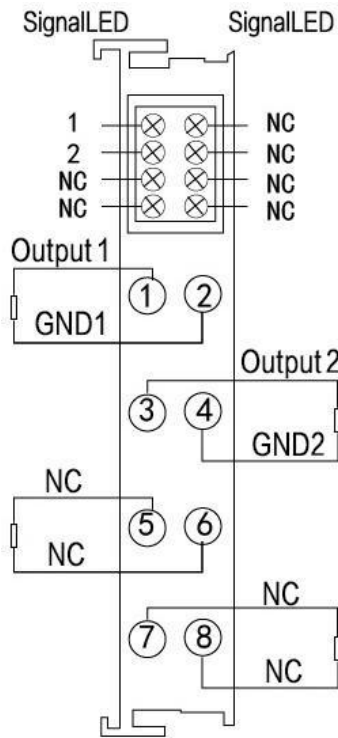 SignalLED SignalLED
1 NC
2 NC
NC NC
NC NC
Output 1
1 2
GND1
Output 2
3 4
GND2
NC
5 6
NC
NC
7 8
NC